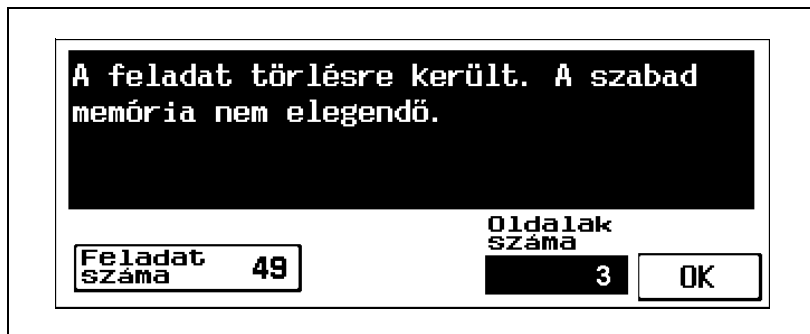 A feladat törlésre került. A szabad
memória nem elegendő.
Oldalak
száma
Feladat
száma 49
3
OK